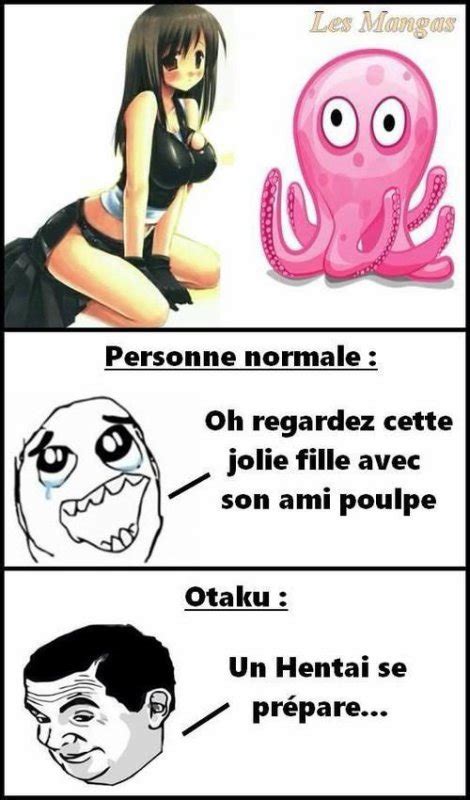 Les Mangas
Personne normale :
Oh regardez cette
jolie fille avec
son ami poulpe
Otaku :
Un Hentai se
prépare...